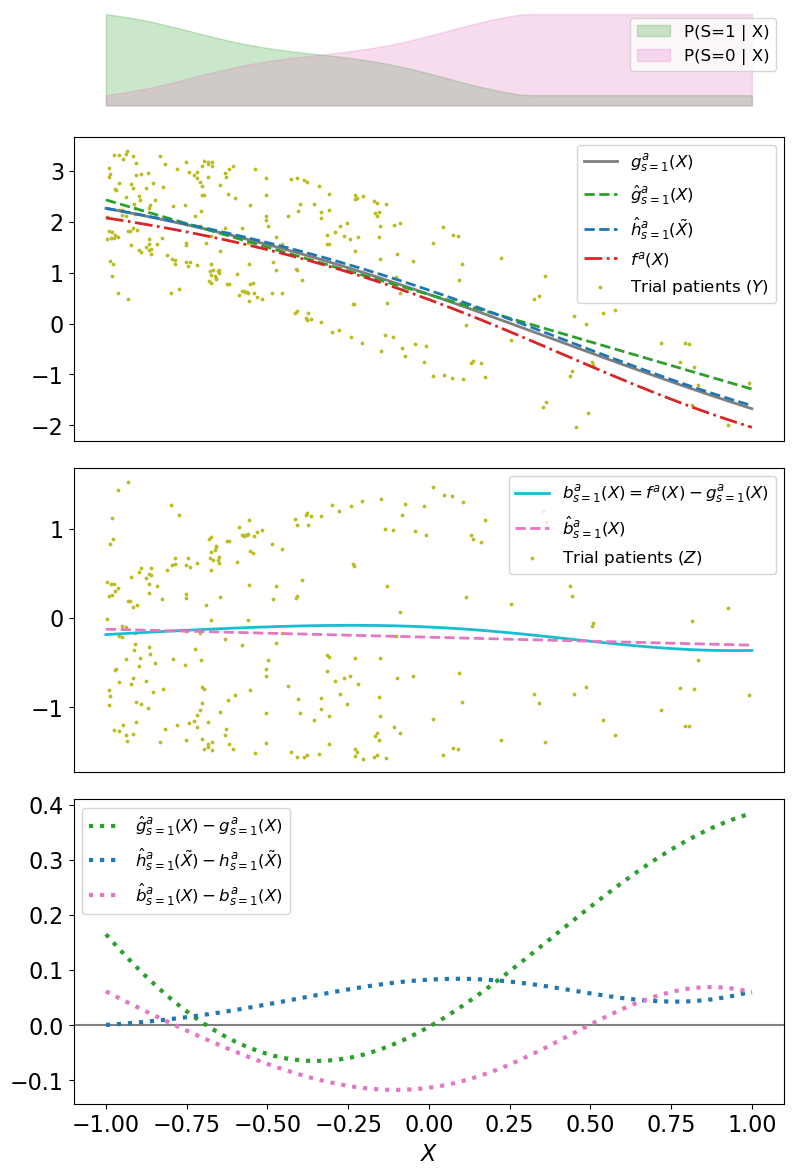 P(S=1 | X)
P(S=0 | X)
3
2
1
0
−1
−2
g^a_{s=1}(X)
ĝ^a_{s=1}(X)
ĥ^a_{s=1}(X̃)
f^a(X)
Trial patients (Y)
1
0
−1
b^a_{s=1}(X) = f^a(X) − g^a_{s=1}(X)
b̂^a_{s=1}(X)
Trial patients (Z)
0.4
0.3
0.2
0.1
0.0
−0.1
ĝ^a_{s=1}(X) − g^a_{s=1}(X)
ĥ^a_{s=1}(X̃) − h^a_{s=1}(X̃)
b̂^a_{s=1}(X) − b^a_{s=1}(X)
−1.00 −0.75 −0.50 −0.25 0.00 0.25 0.50 0.75 1.00
X